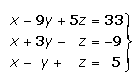 x − 9y + 5z = 33
x + 3y − z = −9
x − y + z = 5